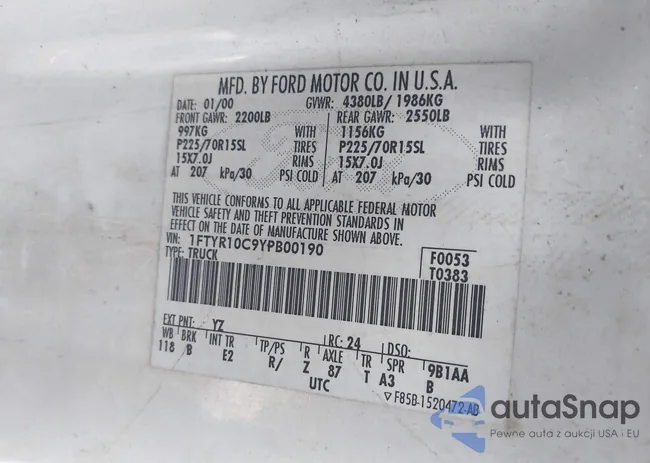 MFD. BY FORD MOTOR CO. IN U.S.A.
DATE: 01/00 GVWR: 4380LB/ 1986KG
FRONT GAWR: 2200LB REAR GAWR: 2550LB
997KG WITH 1156KG WITH
P225/70R15SL TIRES P225/70R15SL TIRES
15X7.0J RIMS 15X7.0J RIMS
AT 207 kPa/30 PSI COLD AT 207 kPa/30 PSI COLD
THIS VEHICLE CONFORMS TO ALL APPLICABLE FEDERAL MOTOR
VEHICLE SAFETY AND THEFT PREVENTION STANDARDS IN
EFFECT ON THE DATE OF MANUFACTURE SHOWN ABOVE.
VIN: 1FTYR10C9YPB00190 F0053
TYPE: TRUCK T0383
EXT PNT: YZ RC: 24 DSO:
WB BRK INT TR TP/PS R AXLE TR SPR 9B1AA
118 B E2 R/ Z 87 T A3 B
UTC ▽F85B-1520472-AB
autaSnap
Pewne auta z aukcji USA i EU